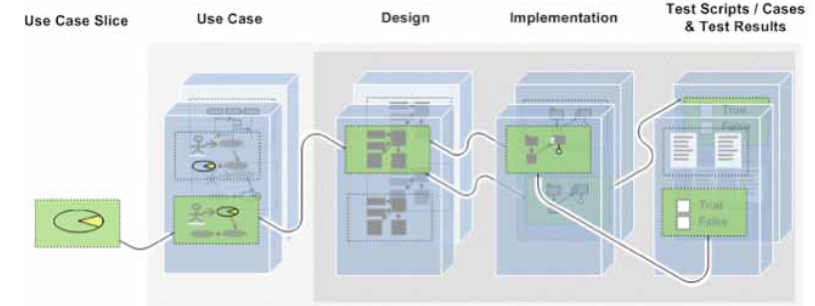 Use Case Slice
Use Case
Design
Implementation
Test Scripts / Cases
& Test Results
True
False
True
False